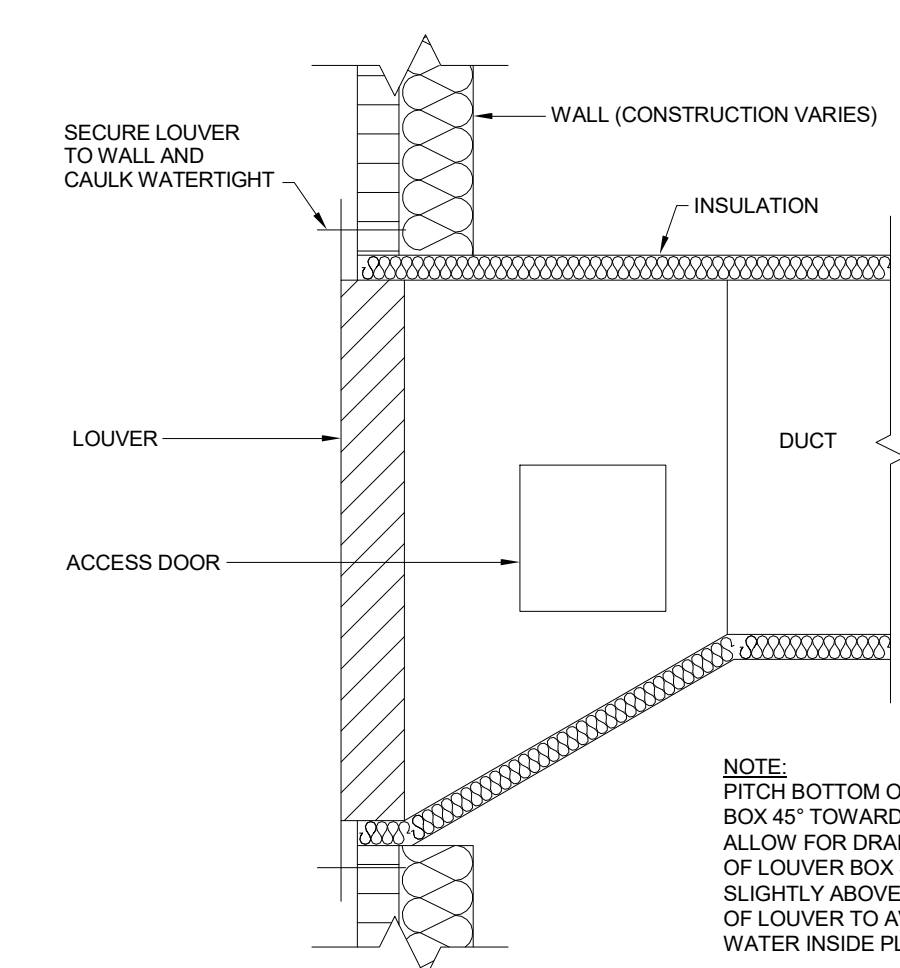 WALL (CONSTRUCTION VARIES)
SECURE LOUVER
TO WALL AND
CAULK WATERTIGHT
INSULATION
LOUVER
DUCT
ACCESS DOOR
NOTE:
PITCH BOTTOM
BOX 45° TOWARD
ALLOW FOR
OF LOUVER BOX
SLIGHTLY ABOVE
OF LOUVER TO
WATER INSIDE